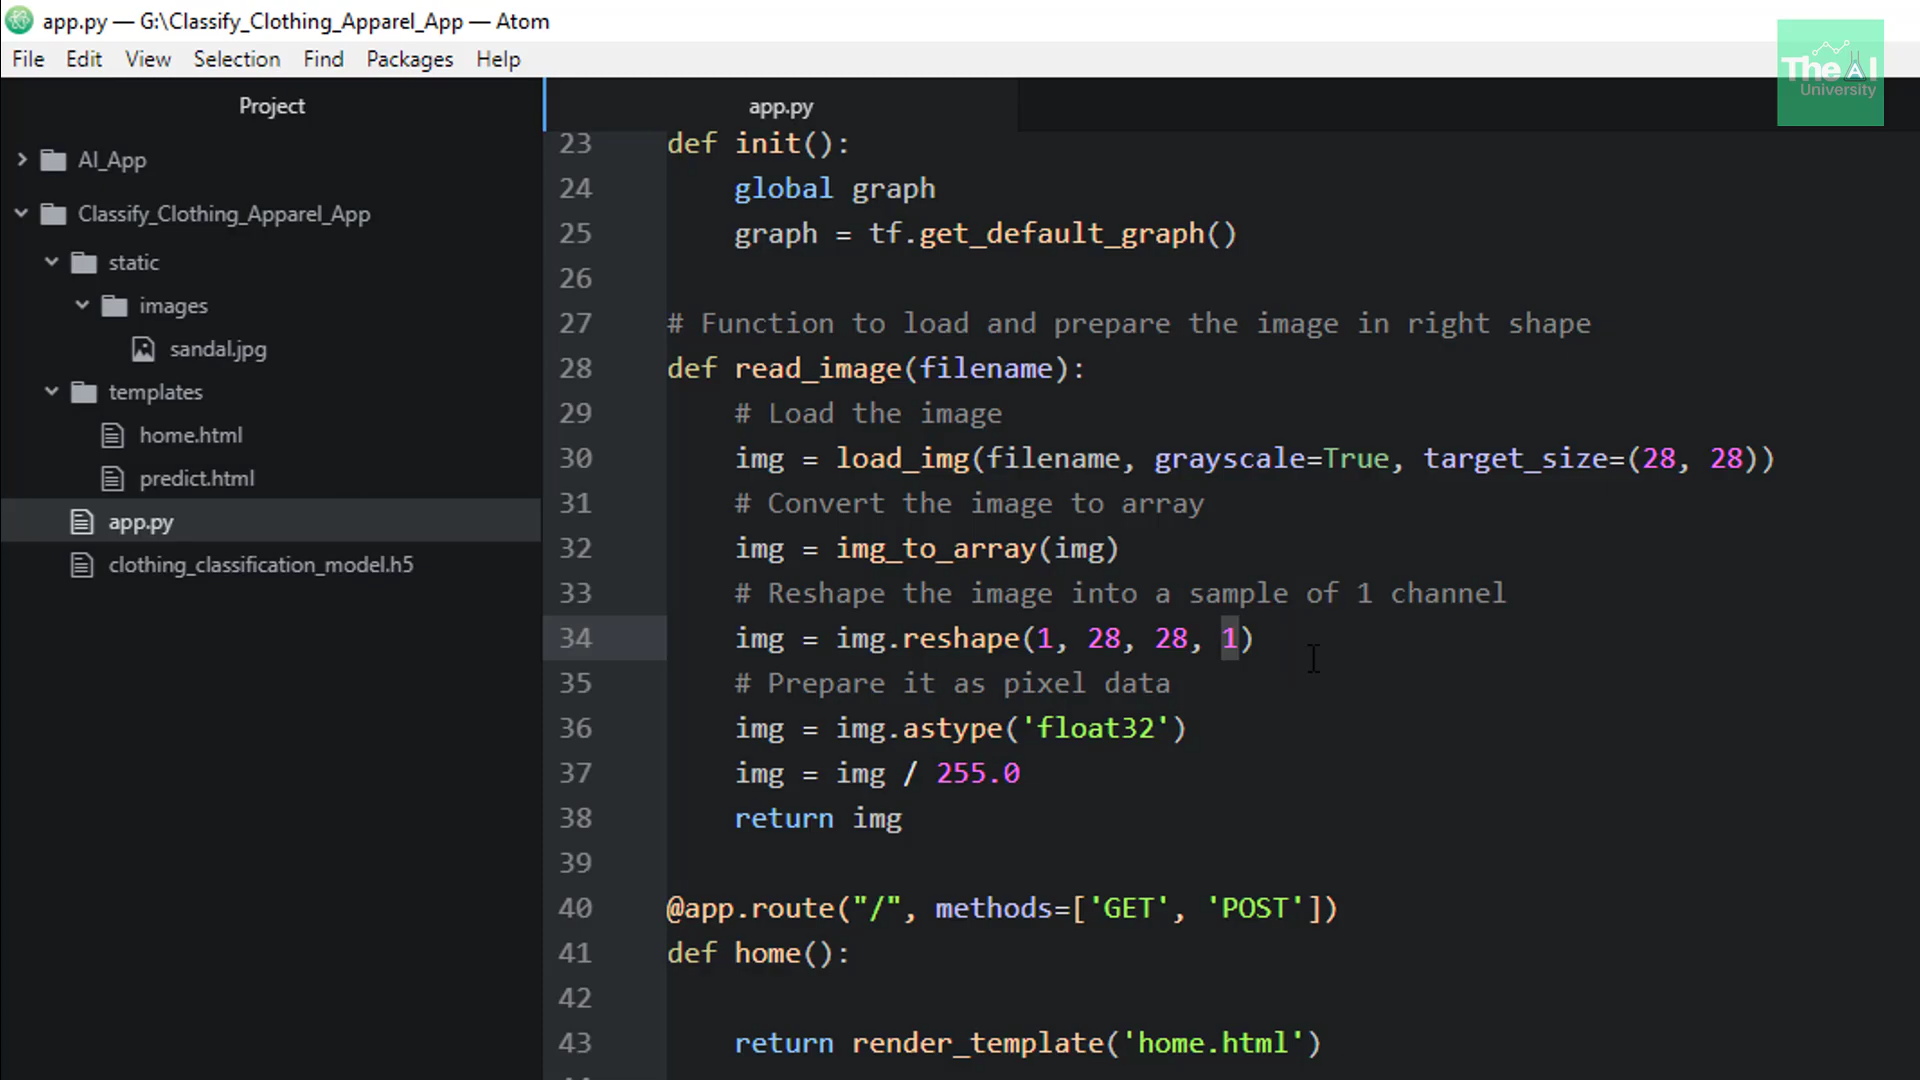 app.py — G:\Classify_Clothing_Apparel_App — Atom
File Edit View Selection Find Packages Help
The AI
University
Project
AI_App
Classify_Clothing_Apparel_App
static
images
sandal.jpg
templates
home.html
predict.html
app.py
clothing_classification_model.h5
app.py
23 def init():
24     global graph
25     graph = tf.get_default_graph()
26
27 # Function to load and prepare the image in right shape
28 def read_image(filename):
29     # Load the image
30     img = load_img(filename, grayscale=True, target_size=(28, 28))
31     # Convert the image to array
32     img = img_to_array(img)
33     # Reshape the image into a sample of 1 channel
34     img = img.reshape(1, 28, 28, 1)
35     # Prepare it as pixel data
36     img = img.astype('float32')
37     img = img / 255.0
38     return img
39
40 @app.route("/", methods=['GET', 'POST'])
41 def home():
42
43     return render_template('home.html')